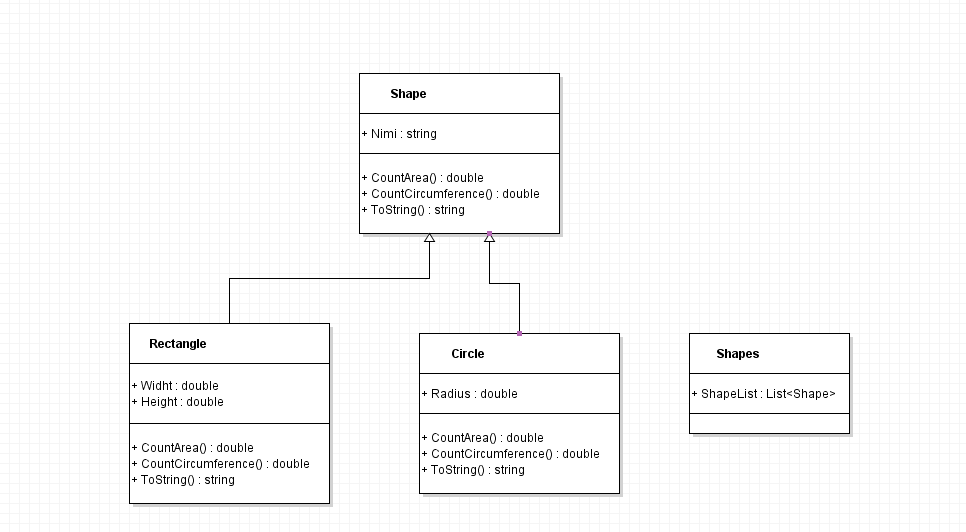 Shape
+ Nimi : string
+ CountArea() : double
+ CountCircumference() : double
+ ToString() : string
Rectangle
+ Widht : double
+ Height : double
+ CountArea() : double
+ CountCircumference() : double
+ ToString() : string
Circle
+ Radius : double
+ CountArea() : double
+ CountCircumference() : double
+ ToString() : string
Shapes
+ ShapeList : List<Shape>